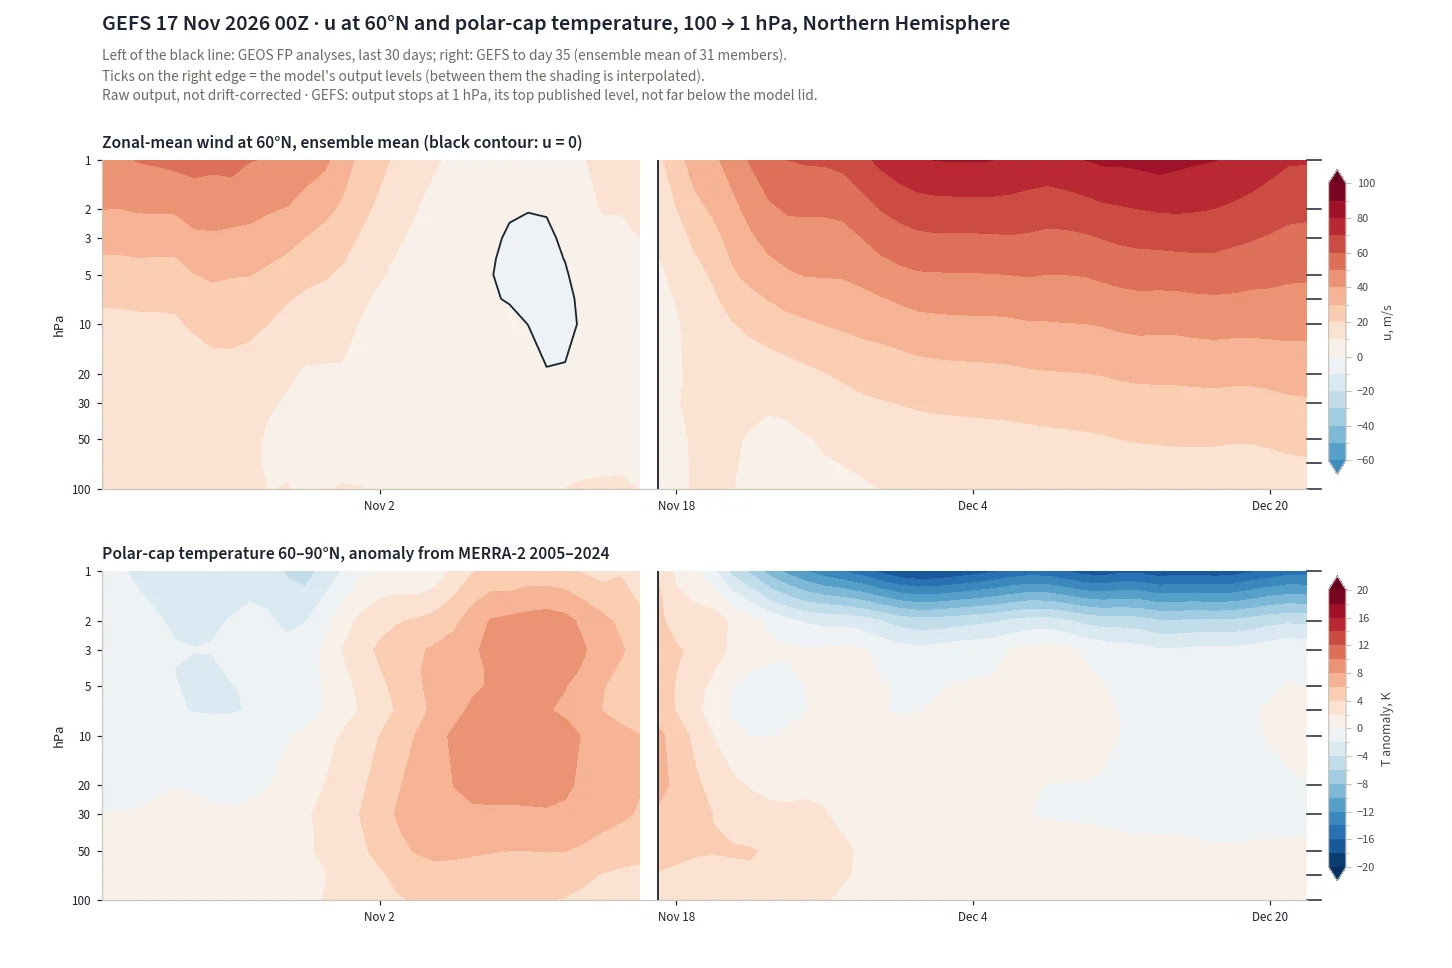 GEFS 17 Nov 2026 00Z · u at 60°N and polar-cap temperature, 100 → 1 hPa, Northern Hemisphere
Left of the black line: GEOS FP analyses, last 30 days; right: GEFS to day 35 (ensemble mean of 31 members).
Ticks on the right edge = the model's output levels (between them the shading is interpolated).
Raw output, not drift-corrected · GEFS: output stops at 1 hPa, its top published level, not far below the model lid.
Zonal-mean wind at 60°N, ensemble mean (black contour: u = 0)
1
2
3
5
10
20
30
50
100
hPa
Nov 2
Nov 18
Dec 4
Dec 20
100
80
60
40
20
0
−20
−40
−60
u, m/s
Polar-cap temperature 60–90°N, anomaly from MERRA-2 2005–2024
1
2
3
5
10
20
30
50
100
hPa
Nov 2
Nov 18
Dec 4
Dec 20
20
16
12
8
4
0
−4
−8
−12
−16
−20
T anomaly, K